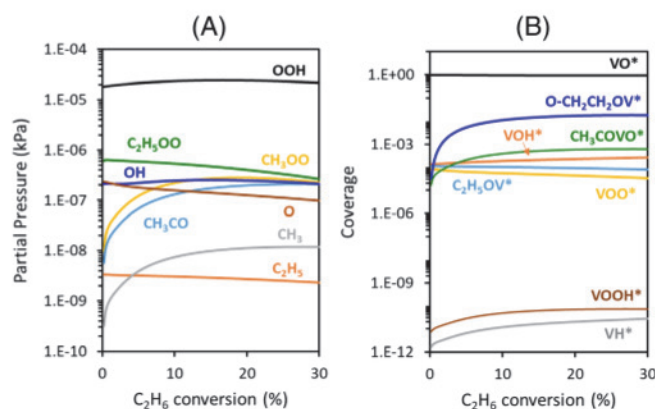 (A)
(B)
Partial Pressure (kPa)
1.E-04
1.E-05
1.E-06
1.E-07
1.E-08
1.E-09
1.E-10
OOH
C₂H₅OO
CH₃OO
OH
O
CH₃CO
CH₃
C₂H₅
0
10
20
30
C₂H₆ conversion (%)
Coverage
1.E+00
1.E-03
1.E-06
1.E-09
1.E-12
VO*
O-CH₂CH₂OV*
VOH*
CH₃COVO*
C₂H₅OV*
VOO*
VOOH*
VH*
0
10
20
30
C₂H₆ conversion (%)